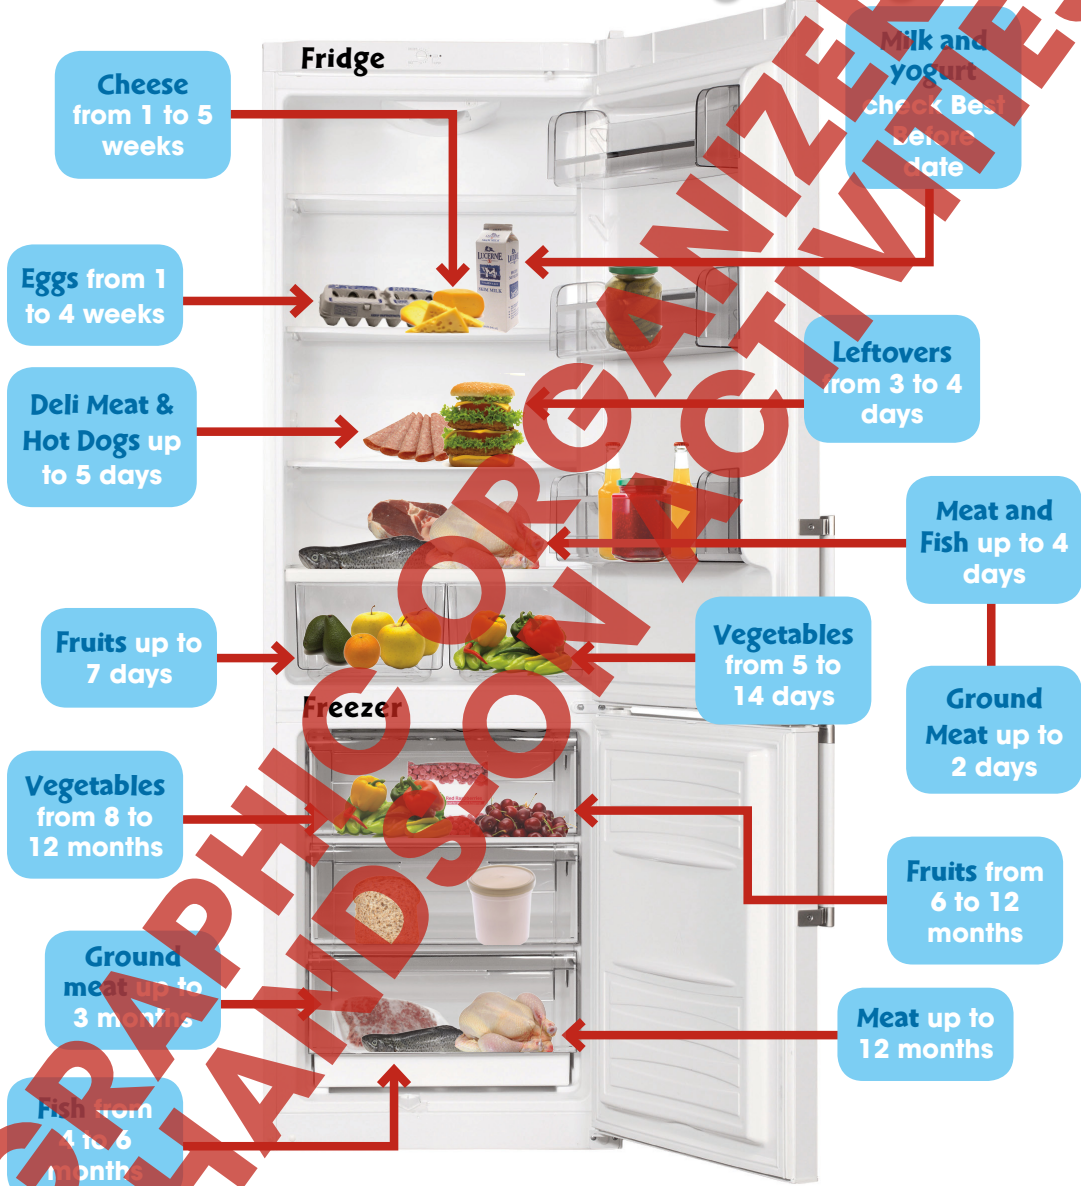 Fridge
Cheese
from 1 to 5
weeks
Milk and
yogurt
check Best
Before
date
LUCERNE
Eggs from 1
to 4 weeks
Leftovers
from 3 to 4
days
Deli Meat &
Hot Dogs up
to 5 days
Meat and
Fish up to 4
days
Fruits up to
7 days
Vegetables
from 5 to
14 days
Ground
Meat up to
2 days
Freezer
Vegetables
from 8 to
12 months
Fruits from
6 to 12
months
Ground
meat up to
3 months
Meat up to
12 months
Fish from
4 to 6
months
GRAPHIC ORGANIZER
HANDS-ON ACTIVITIES